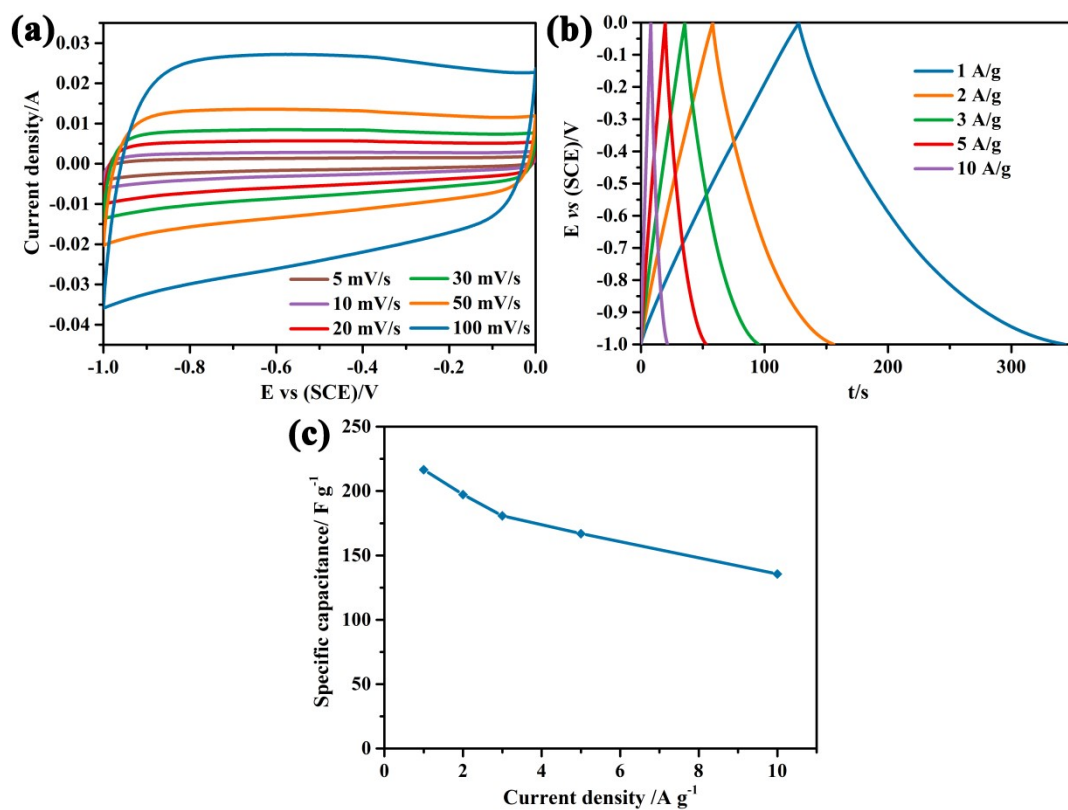 (a)
Current density/A
0.03
0.02
0.01
0.00
-0.01
-0.02
-0.03
-0.04
5 mV/s
30 mV/s
10 mV/s
50 mV/s
20 mV/s
100 mV/s
-1.0
-0.8
-0.6
-0.4
-0.2
0.0
E vs (SCE)/V
(b)
E vs (SCE)/V
0.0
-0.1
-0.2
-0.3
-0.4
-0.5
-0.6
-0.7
-0.8
-0.9
-1.0
1 A/g
2 A/g
3 A/g
5 A/g
10 A/g
0
100
200
300
t/s
(c)
Specific capacitance/ F g⁻¹
250
200
150
100
50
0
0
2
4
6
8
10
Current density /A g⁻¹